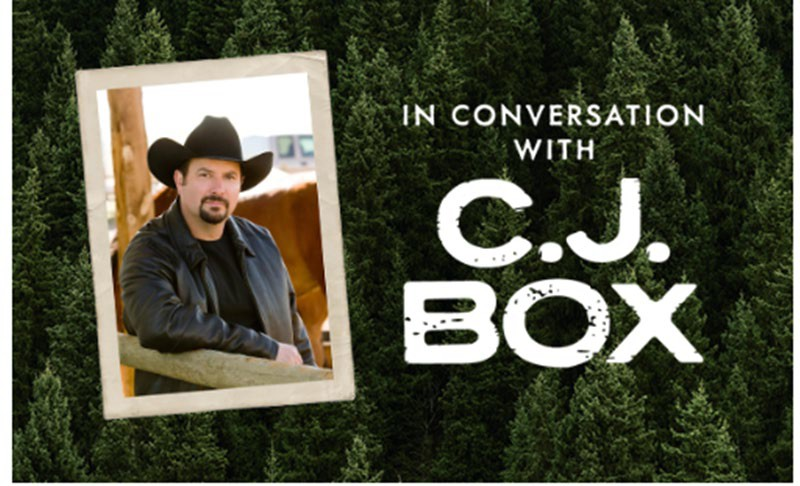 IN CONVERSATION
WITH
C.J.
BOX